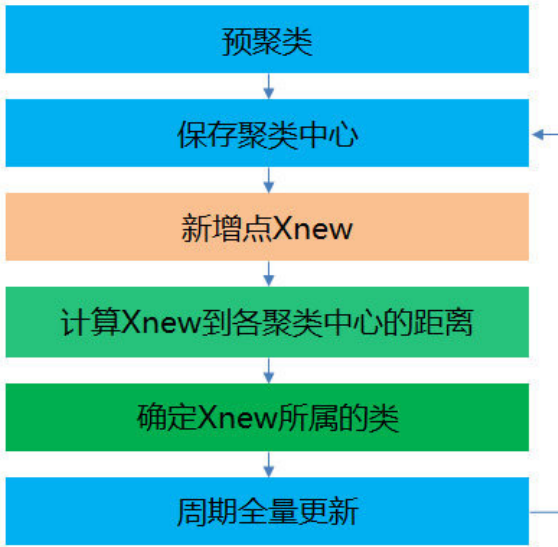 预聚类
保存聚类中心
新增点Xnew
计算Xnew到各聚类中心的距离
确定Xnew所属的类
周期全量更新